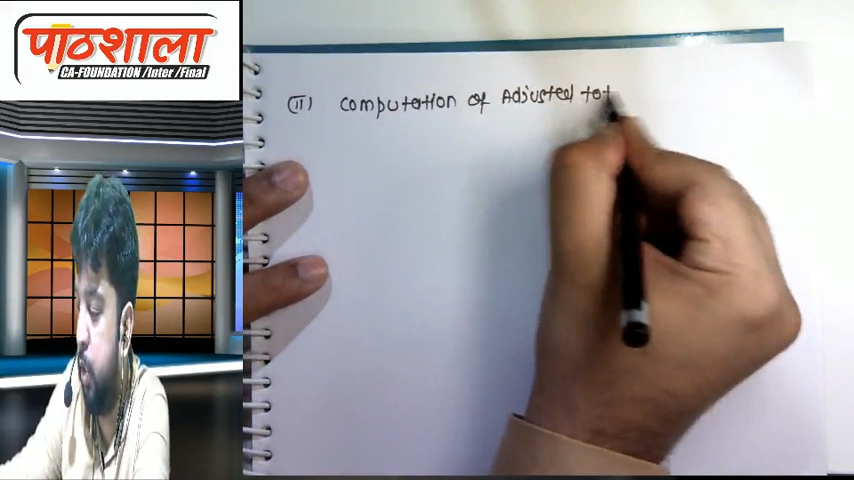 पाठशाला
CA-FOUNDATION /Inter /Final
(II) Computation of Adjusted tot